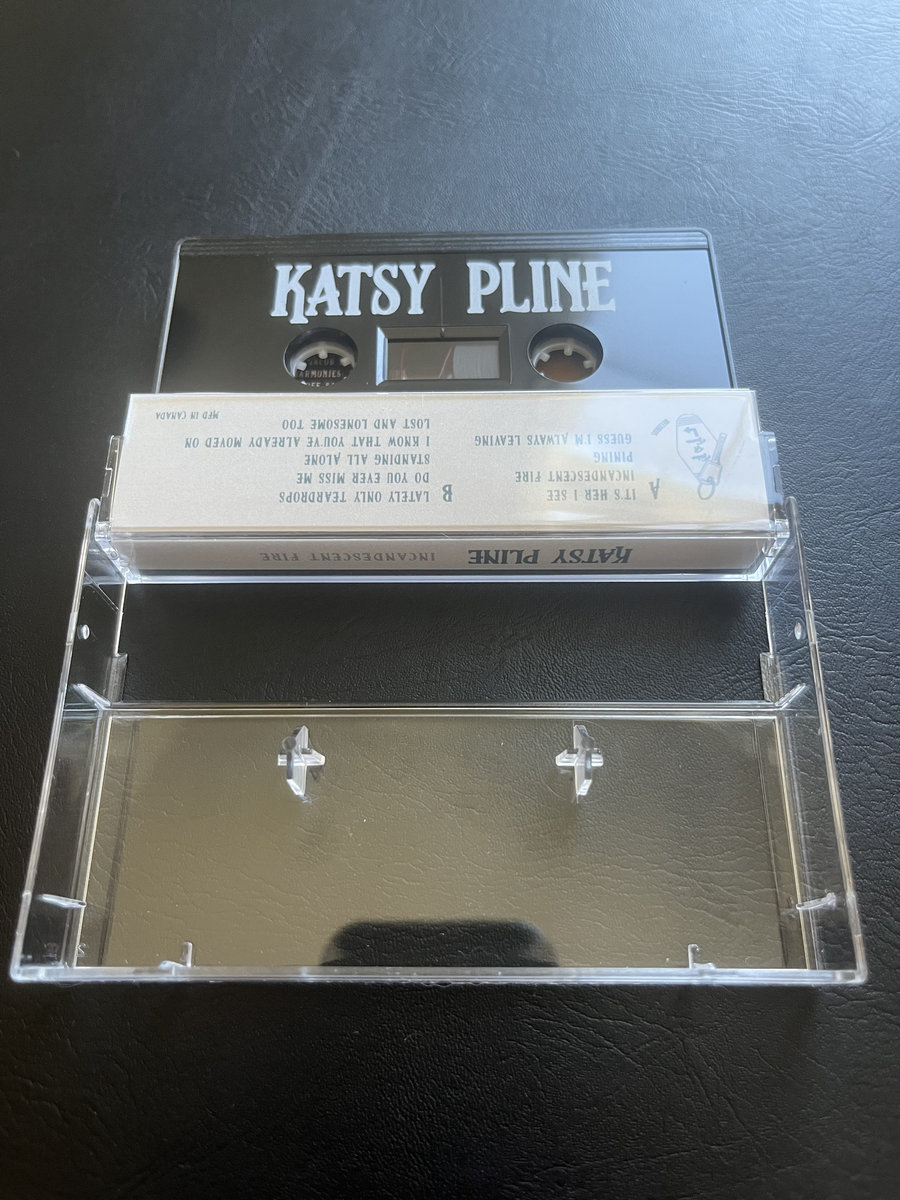 KATSY PLINE
ARMONIES
KATSY PLINE INCANDESCENT FIRE
A
IT'S HER I SEE
INCANDESCENT FIRE
PINING
GUESS I'M ALWAYS LEAVING
B
LATELY ONLY TEARDROPS
DO YOU EVER MISS ME
STANDING ALL ALONE
I KNOW THAT YOU'VE ALREADY MOVED ON
LOST AND LONESOME TOO
MFD IN CANADA